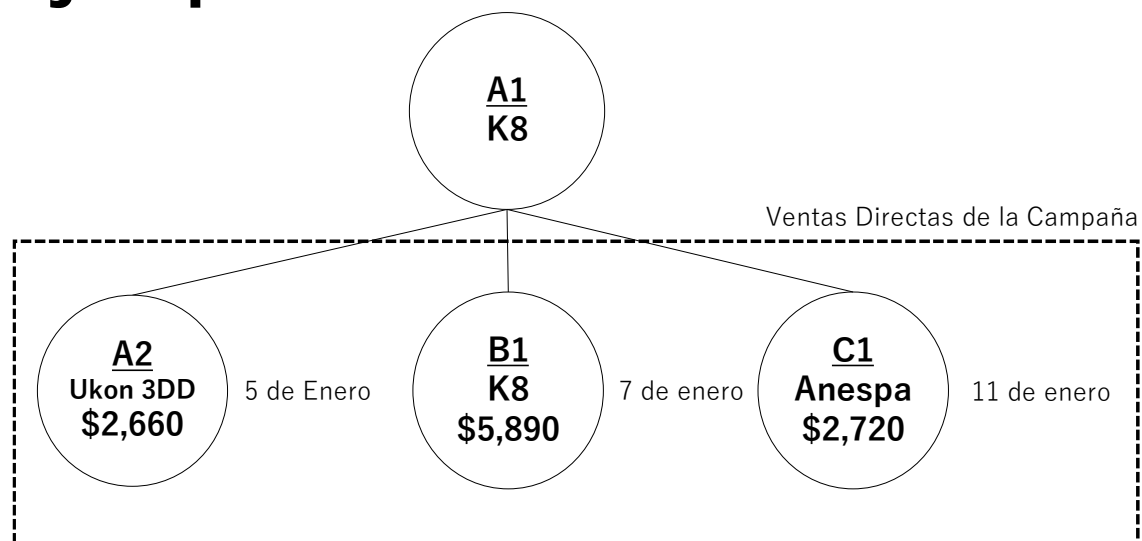 A1
K8
Ventas Directas de la Campaña
A2
Ukon 3DD
$2,660
5 de Enero
B1
K8
$5,890
7 de enero
C1
Anespa
$2,720
11 de enero